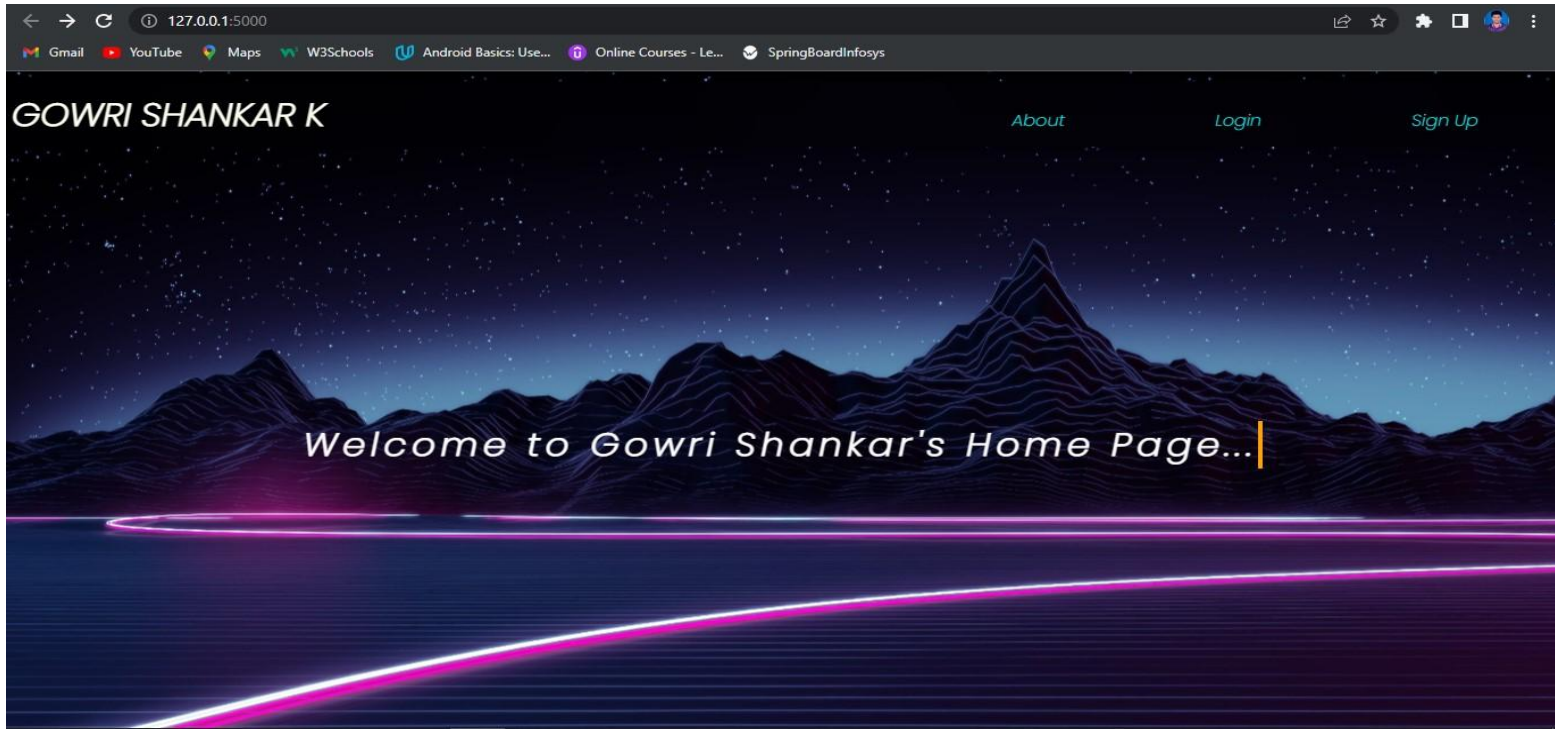 127.0.0.1:5000
Gmail YouTube Maps W3Schools Android Basics: Use... Online Courses - Le... SpringBoardInfosys
GOWRI SHANKAR K About Login Sign Up
Welcome to Gowri Shankar's Home Page...